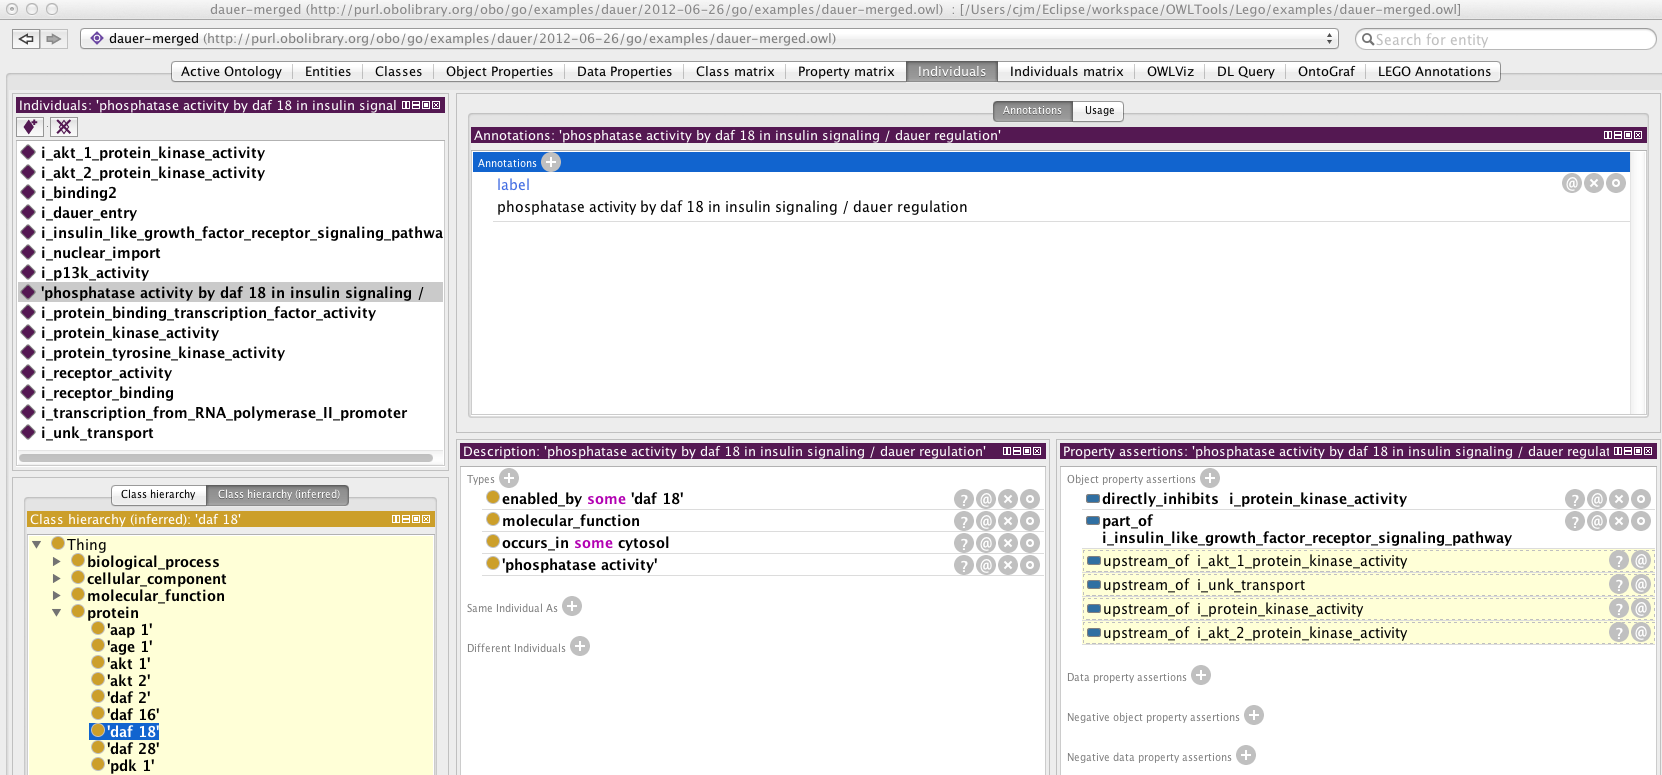 dauer-merged (http://purl.obolibrary.org/obo/go/examples/dauer/2012-06-26/go/examples/dauer-merged.owl) : [/Users/cjm/Eclipse/workspace/OWLTools/Lego/examples/dauer-merged.owl]
dauer-merged (http://purl.obolibrary.org/obo/go/examples/dauer/2012-06-26/go/examples/dauer-merged.owl)
Search for entity
Active Ontology Entities Classes Object Properties Data Properties Class matrix Property matrix Individuals Individuals matrix OWLViz DL Query OntoGraf LEGO Annotations
Individuals: 'phosphatase activity by daf 18 in insulin signal
i_akt_1_protein_kinase_activity
i_akt_2_protein_kinase_activity
i_binding2
i_dauer_entry
i_insulin_like_growth_factor_receptor_signaling_pathwa
i_nuclear_import
i_p13k_activity
'phosphatase activity by daf 18 in insulin signaling /
i_protein_binding_transcription_factor_activity
i_protein_kinase_activity
i_protein_tyrosine_kinase_activity
i_receptor_activity
i_receptor_binding
i_transcription_from_RNA_polymerase_II_promoter
i_unk_transport
Class hierarchy Class hierarchy (inferred)
Class hierarchy (inferred): 'daf 18'
Thing
biological_process
cellular_component
molecular_function
protein
'aap 1'
'age 1'
'akt 1'
'akt 2'
'daf 2'
'daf 16'
'daf 18'
'daf 28'
'pdk 1'
Annotations Usage
Annotations: 'phosphatase activity by daf 18 in insulin signaling / dauer regulation'
Annotations
label
phosphatase activity by daf 18 in insulin signaling / dauer regulation
Description: 'phosphatase activity by daf 18 in insulin signaling / dauer regulation'
Types
enabled_by some 'daf 18'
molecular_function
occurs_in some cytosol
'phosphatase activity'
Same Individual As
Different Individuals
Property assertions: 'phosphatase activity by daf 18 in insulin signaling / dauer regulat
Object property assertions
directly_inhibits i_protein_kinase_activity
part_of
i_insulin_like_growth_factor_receptor_signaling_pathway
upstream_of i_akt_1_protein_kinase_activity
upstream_of i_unk_transport
upstream_of i_protein_kinase_activity
upstream_of i_akt_2_protein_kinase_activity
Data property assertions
Negative object property assertions
Negative data property assertions